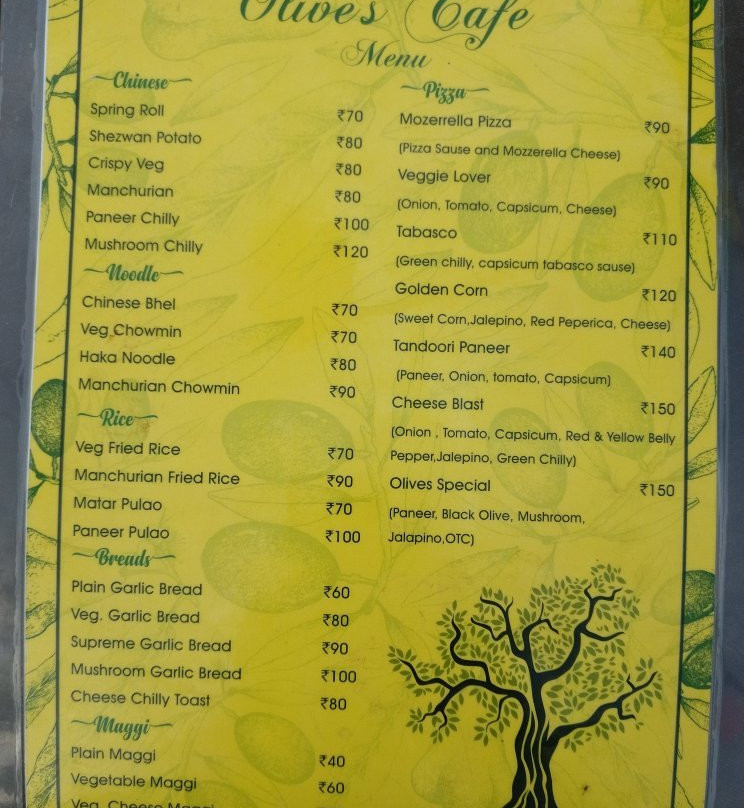 Olives Cafe
Menu
Chinese
Spring Roll ₹70
Shezwan Potato ₹80
Crispy Veg ₹80
Manchurian ₹80
Paneer Chilly ₹100
Mushroom Chilly ₹120
Noodle
Chinese Bhel ₹70
Veg Chowmin ₹70
Haka Noodle ₹80
Manchurian Chowmin ₹90
Rice
Veg Fried Rice ₹70
Manchurian Fried Rice ₹90
Matar Pulao ₹70
Paneer Pulao ₹100
Breads
Plain Garlic Bread ₹60
Veg. Garlic Bread ₹80
Supreme Garlic Bread ₹90
Mushroom Garlic Bread ₹100
Cheese Chilly Toast ₹80
Maggi
Plain Maggi ₹40
Vegetable Maggi ₹60
Veg. Cheese Maggi
Pizza
Mozerrella Pizza ₹90
(Pizza Sause and Mozzerella Cheese)
Veggie Lover ₹90
(Onion, Tomato, Capsicum, Cheese)
Tabasco ₹110
(Green chilly, capsicum tabasco sause)
Golden Corn ₹120
(Sweet Corn,Jalepino, Red Peperica, Cheese)
Tandoori Paneer ₹140
(Paneer, Onion, tomato, Capsicum)
Cheese Blast ₹150
(Onion , Tomato, Capsicum, Red & Yellow Belly
Pepper,Jalepino, Green Chilly)
Olives Special ₹150
(Paneer, Black Olive, Mushroom,
Jalapino,OTC)